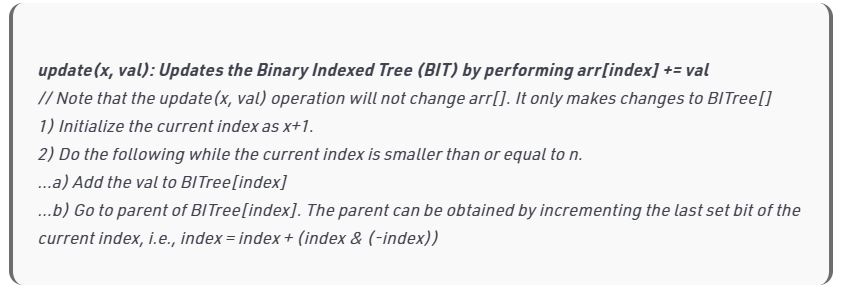 update(x, val): Updates the Binary Indexed Tree (BIT) by performing arr[index] += val
// Note that the update(x, val) operation will not change arr[]. It only makes changes to BITree[]
1) Initialize the current index as x+1.
2) Do the following while the current index is smaller than or equal to n.
...a) Add the val to BITree[index]
...b) Go to parent of BITree[index]. The parent can be obtained by incrementing the last set bit of the
current index, i.e., index = index + (index & (-index))